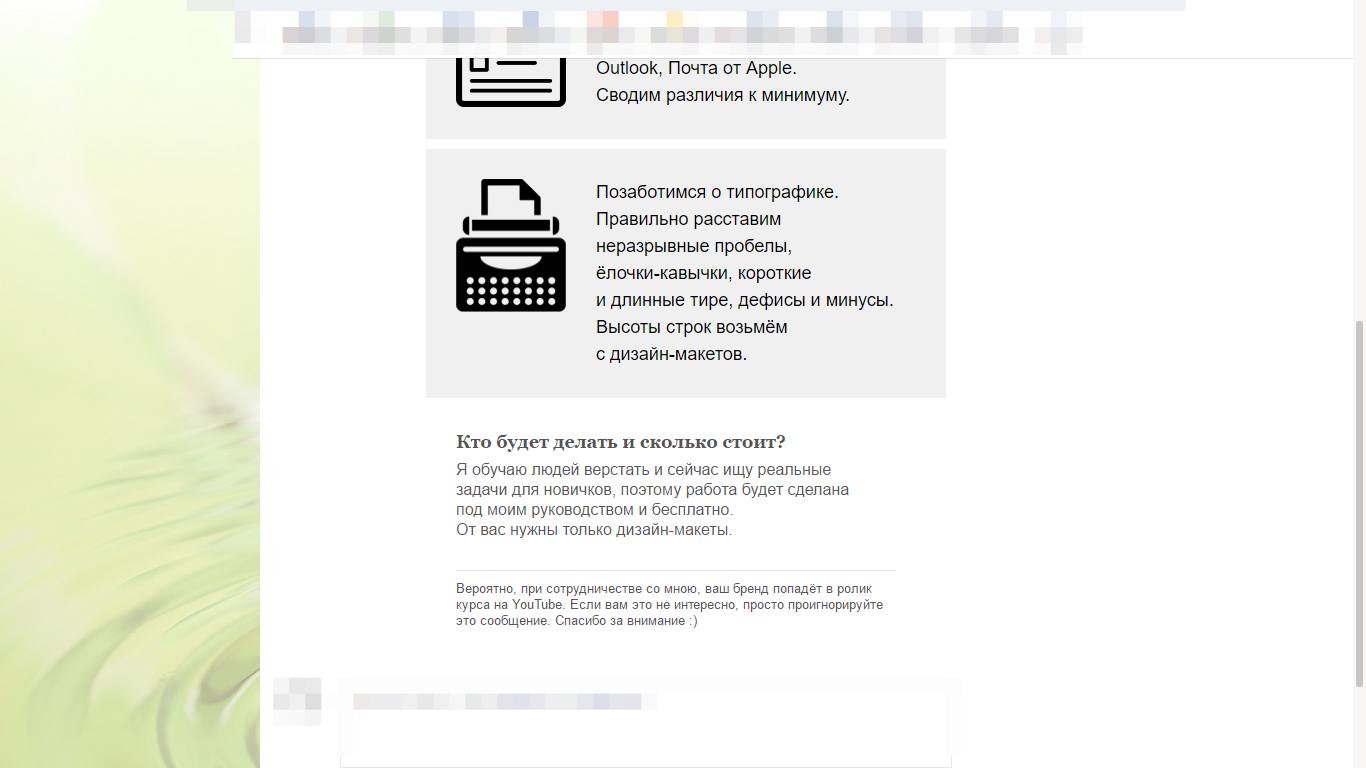 Outlook, Почта от Apple.
Сводим различия к минимуму.
Позаботимся о типографике.
Правильно расставим
неразрывные пробелы,
ёлочки-кавычки, короткие
и длинные тире, дефисы и минусы.
Высоты строк возьмём
с дизайн-макетов.
Кто будет делать и сколько стоит?
Я обучаю людей верстать и сейчас ищу реальные
задачи для новичков, поэтому работа будет сделана
под моим руководством и бесплатно.
От вас нужны только дизайн-макеты.
Вероятно, при сотрудничестве со мною, ваш бренд попадёт в ролик
курса на YouTube. Если вам это не интересно, просто проигнорируйте
это сообщение. Спасибо за внимание :)